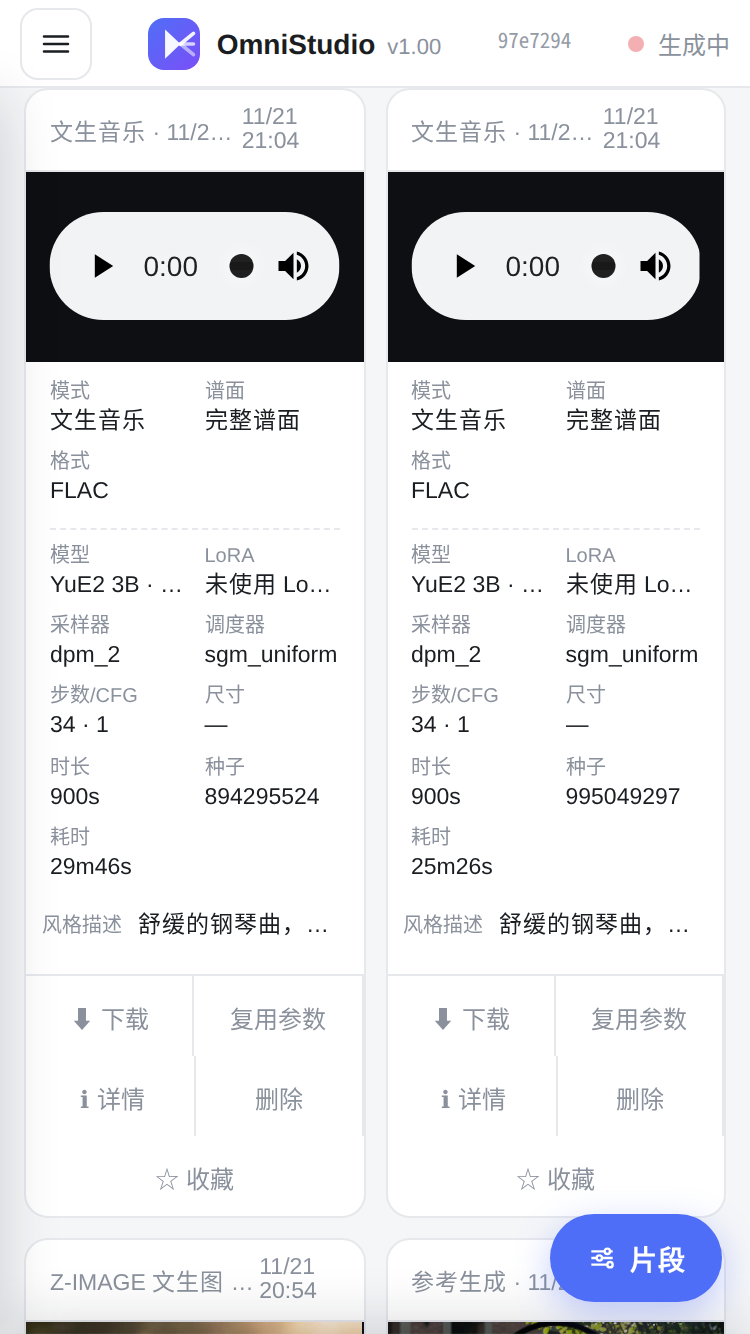 OmniStudio v1.00 97e7294 生成中
文生音乐 · 11/2… 11/21 21:04
0:00
模式 谱面
文生音乐 完整谱面
格式
FLAC
模型 LoRA
YuE2 3B · … 未使用 Lo…
采样器 调度器
dpm_2 sgm_uniform
步数/CFG 尺寸
34 · 1 —
时长 种子
900s 894295524
耗时
29m46s
风格描述 舒缓的钢琴曲，…
⬇ 下载 复用参数
ℹ 详情 删除
☆ 收藏
文生音乐 · 11/2… 11/21 21:04
0:00
模式 谱面
文生音乐 完整谱面
格式
FLAC
模型 LoRA
YuE2 3B · … 未使用 Lo…
采样器 调度器
dpm_2 sgm_uniform
步数/CFG 尺寸
34 · 1 —
时长 种子
900s 995049297
耗时
25m26s
风格描述 舒缓的钢琴曲，…
⬇ 下载 复用参数
ℹ 详情 删除
☆ 收藏
Z-IMAGE 文生图 … 11/21 20:54
参考生成 · 11/
片段